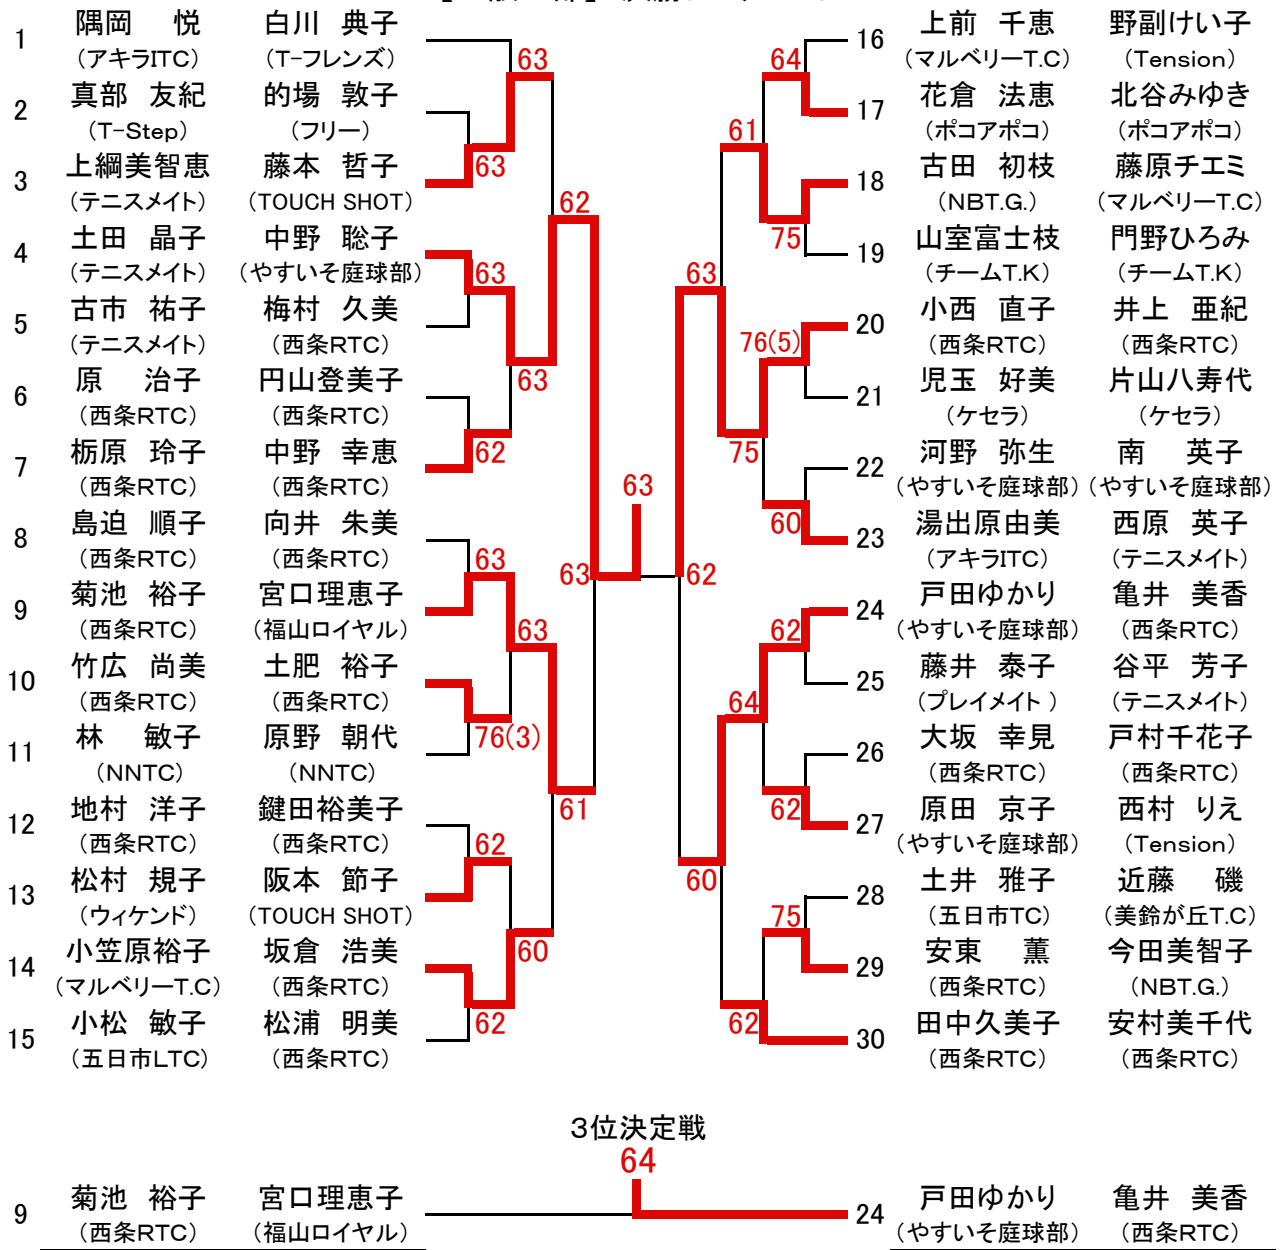 1 隅岡 悦 白川 典子
(アキラITC) (T-フレンズ)
2 真部 友紀 的場 敦子
(T-Step) (フリー)
3 上綱美智恵 藤本 哲子
(テニスメイト) (TOUCH SHOT)
4 土田 晶子 中野 聡子
(テニスメイト) (やすいそ庭球部)
5 古市 祐子 梅村 久美
(テニスメイト) (西条RTC)
6 原 治子 円山登美子
(西条RTC) (西条RTC)
7 栃原 玲子 中野 幸恵
(西条RTC) (西条RTC)
8 島迫 順子 向井 朱美
(西条RTC) (西条RTC)
9 菊池 裕子 宮口理恵子
(西条RTC) (福山ロイヤル)
10 竹広 尚美 土肥 裕子
(西条RTC) (西条RTC)
11 林 敏子 原野 朝代
(NNTC) (NNTC)
12 地村 洋子 鍵田裕美子
(西条RTC) (西条RTC)
13 松村 規子 阪本 節子
(ウィケンド) (TOUCH SHOT)
14 小笠原裕子 坂倉 浩美
(マルベリーT.C) (西条RTC)
15 小松 敏子 松浦 明美
(五日市LTC) (西条RTC)
63
63
63
63
62
63
76(3)
62
62
63
60
62
61
63
63
62
63
60
61
75
64
60
64
75
76(5)
60
62
62
75
62
16 上前 千恵 野副けい子
(マルベリーT.C) (Tension)
17 花倉 法恵 北谷みゆき
(ポコアポコ) (ポコアポコ)
18 古田 初枝 藤原チエミ
(NBT.G.) (マルベリーT.C)
19 山室富士枝 門野ひろみ
(チームT.K) (チームT.K)
20 小西 直子 井上 亜紀
(西条RTC) (西条RTC)
21 児玉 好美 片山八寿代
(ケセラ) (ケセラ)
22 河野 弥生 南 英子
(やすいそ庭球部) (やすいそ庭球部)
23 湯出原由美 西原 英子
(アキラITC) (テニスメイト)
24 戸田ゆかり 亀井 美香
(やすいそ庭球部) (西条RTC)
25 藤井 泰子 谷平 芳子
(プレイメイト ) (テニスメイト)
26 大坂 幸見 戸村千花子
(西条RTC) (西条RTC)
27 原田 京子 西村 りえ
(やすいそ庭球部) (Tension)
28 土井 雅子 近藤 磯
(五日市TC) (美鈴が丘T.C)
29 安東 薫 今田美智子
(西条RTC) (NBT.G.)
30 田中久美子 安村美千代
(西条RTC) (西条RTC)
3位決定戦
64
9 菊池 裕子 宮口理恵子
(西条RTC) (福山ロイヤル)
24 戸田ゆかり 亀井 美香
(やすいそ庭球部) (西条RTC)